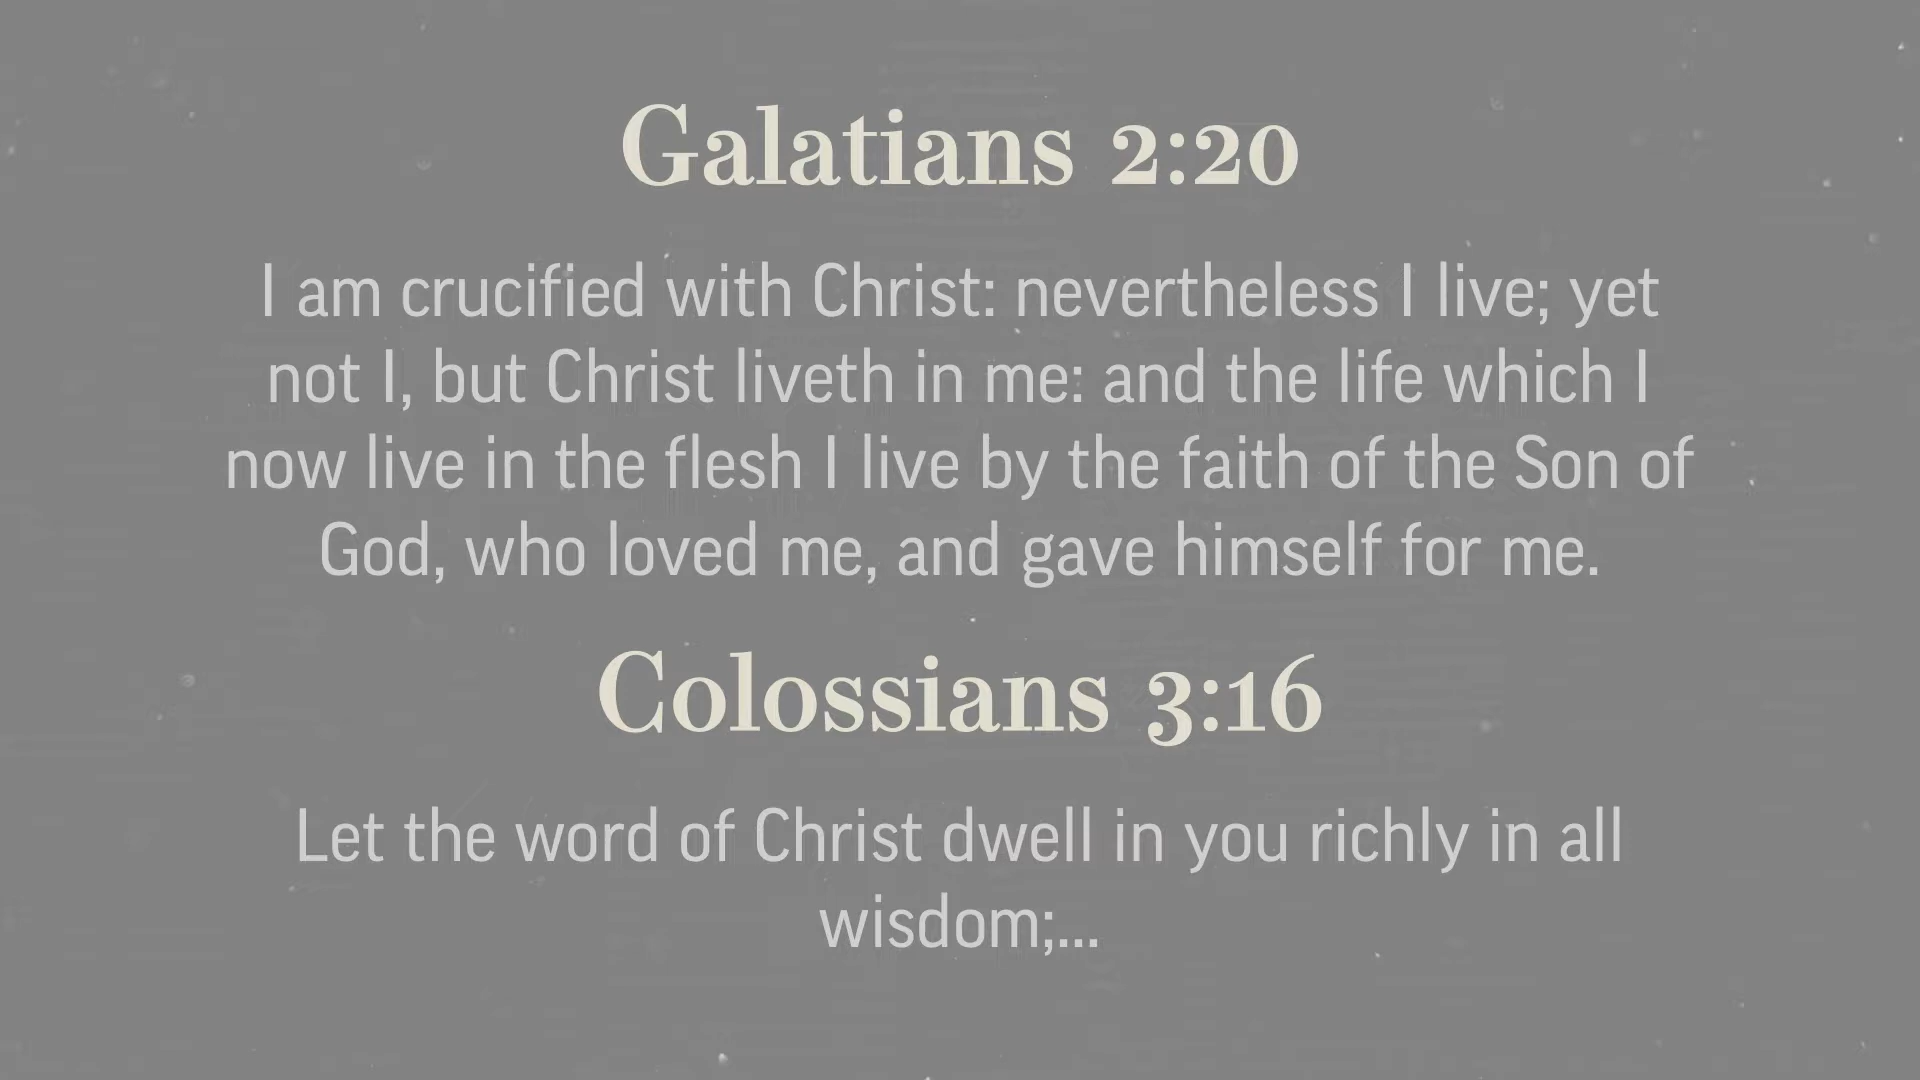 Galatians 2:20
I am crucified with Christ: nevertheless I live; yet
not I, but Christ liveth in me: and the life which I
now live in the flesh I live by the faith of the Son of
God, who loved me, and gave himself for me.
Colossians 3:16
Let the word of Christ dwell in you richly in all
wisdom;...